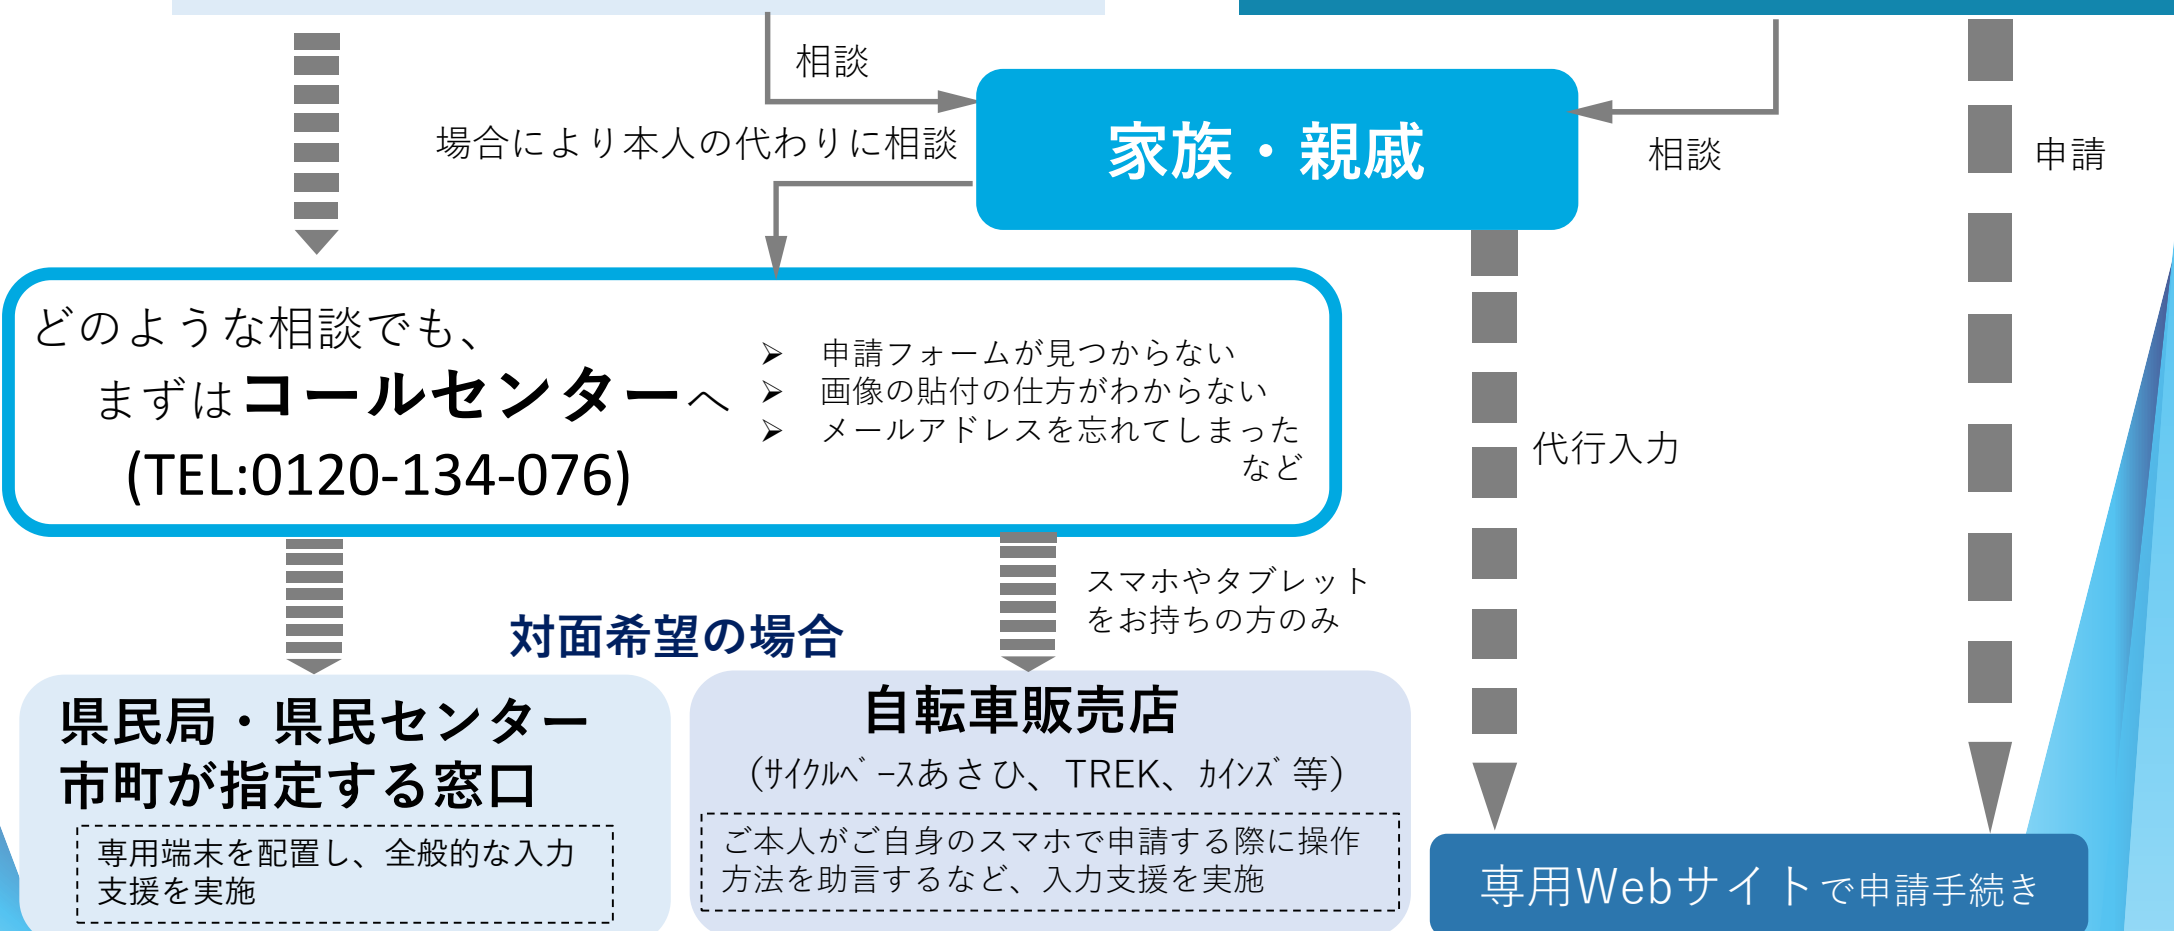 相談
場合により本人の代わりに相談
家族・親戚
相談
申請
どのような相談でも、
まずはコールセンターへ
(TEL:0120-134-076)
➢ 申請フォームが見つからない
➢ 画像の貼付の仕方がわからない
➢ メールアドレスを忘れてしまった
など
代行入力
スマホやタブレット
をお持ちの方のみ
対面希望の場合
県民局・県民センター
市町が指定する窓口
専用端末を配置し、全般的な入力
支援を実施
自転車販売店
(ｻｲｸﾙﾍﾞｰｽあさひ、TREK、ｶｲﾝｽﾞ等)
ご本人がご自身のスマホで申請する際に操作
方法を助言するなど、入力支援を実施
専用Webサイトで申請手続き